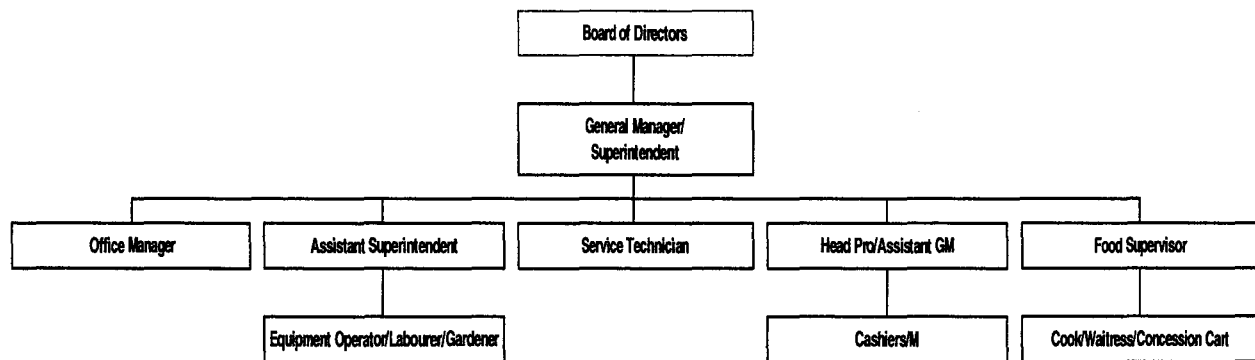 Board of Directors
General Manager/
Superintendent
Office Manager
Assistant Superintendent
Service Technician
Head Pro/Assistant GM
Food Supervisor
Equipment Operator/Labourer/Gardener
Cashiers/M
Cook/Waitress/Concession Cart